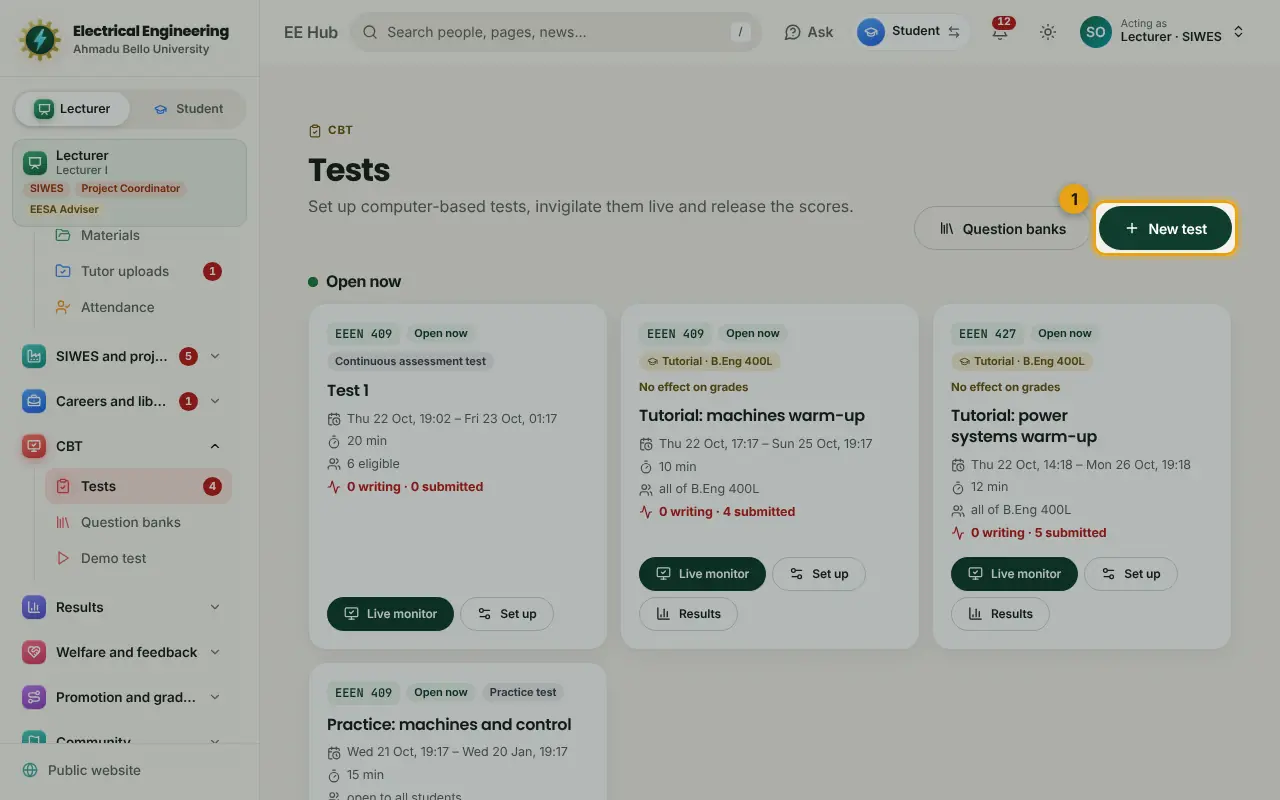 Electrical Engineering
Ahmadu Bello University
EE Hub
Search people, pages, news...
/
Ask
Student
12
SO
Acting as
Lecturer · SIWES
Lecturer
Student
Lecturer
Lecturer I
SIWES
Project Coordinator
EESA Adviser
Materials
Tutor uploads
1
Attendance
SIWES and proj...
5
Careers and lib...
1
CBT
Tests
4
Question banks
Demo test
Results
Welfare and feedback
Promotion and grad...
Community
Public website
CBT
Tests
Set up computer-based tests, invigilate them live and release the scores.
1
Question banks
+ New test
Open now
EEEN 409
Open now
Continuous assessment test
Test 1
Thu 22 Oct, 19:02 – Fri 23 Oct, 01:17
20 min
6 eligible
0 writing · 0 submitted
Live monitor
Set up
EEEN 409
Open now
Tutorial · B.Eng 400L
No effect on grades
Tutorial: machines warm-up
Thu 22 Oct, 17:17 – Sun 25 Oct, 19:17
10 min
all of B.Eng 400L
0 writing · 4 submitted
Live monitor
Set up
Results
EEEN 427
Open now
Tutorial · B.Eng 400L
No effect on grades
Tutorial: power
systems warm-up
Thu 22 Oct, 14:18 – Mon 26 Oct, 19:18
12 min
all of B.Eng 400L
0 writing · 5 submitted
Live monitor
Set up
Results
EEEN 409
Open now
Practice test
Practice: machines and control
Wed 21 Oct, 19:17 – Wed 20 Jan, 19:17
15 min
open to all students